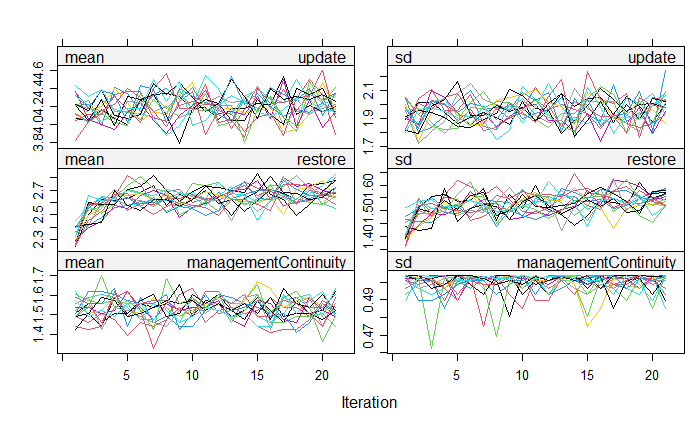 mean update
sd update
3.8 4.0 4.2 4.4 4.6
1.7 1.9 2.1
mean restore
sd restore
2.3 2.5 2.7
1.40 1.50 1.60
mean managementContinuity
sd managementContinuity
1.4 1.5 1.6 1.7
0.47 0.49
5 10 15 20
5 10 15 20
Iteration